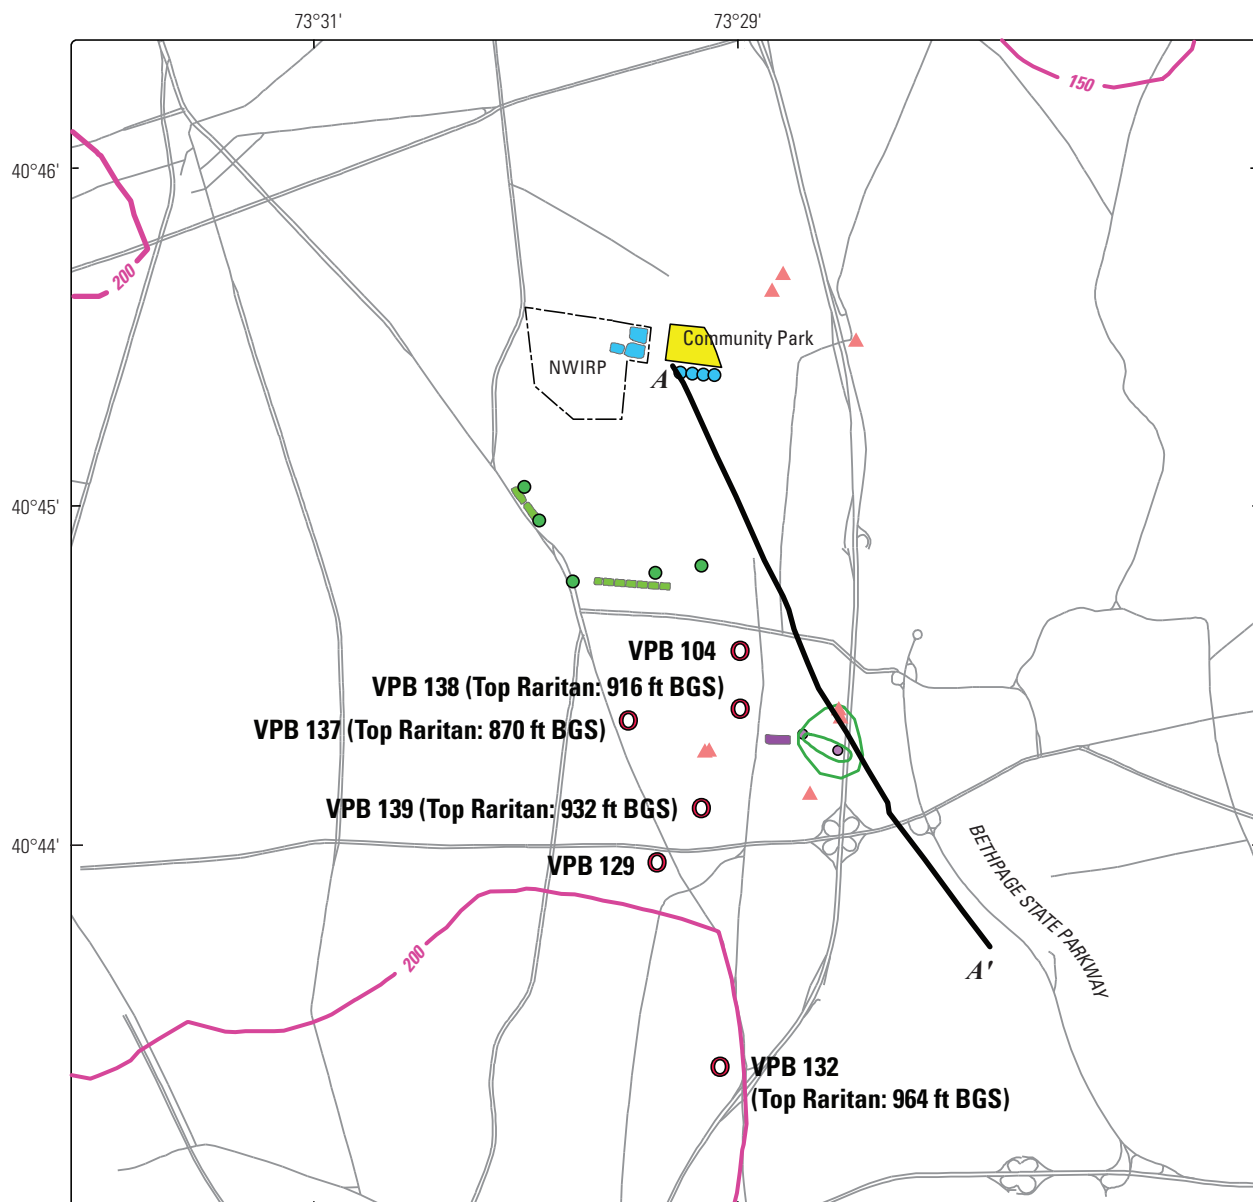 73°31'
73°29'
150
40°46'
200
Community Park
NWIRP
A
40°45'
VPB 104
VPB 138 (Top Raritan: 916 ft BGS)
VPB 137 (Top Raritan: 870 ft BGS)
VPB 139 (Top Raritan: 932 ft BGS)
40°44'
VPB 129
BETHPAGE STATE PARKWAY
200
A'
VPB 132
(Top Raritan: 964 ft BGS)